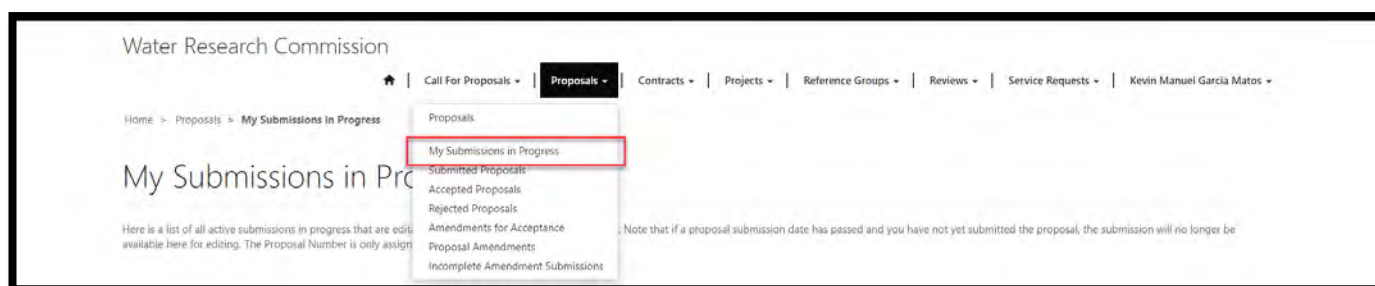 Water Research Commission
Call For Proposals | Proposals | Contracts | Projects | Reference Groups | Reviews | Service Requests | Kevin Manuel Garcia Matos
Home > Proposals > My Submissions in Progress
Proposals
My Submissions in Progress
Submitted Proposals
Accepted Proposals
Rejected Proposals
Amendments for Acceptance
Proposal Amendments
Incomplete Amendment Submissions
My Submissions in Pro
Here is a list of all active submissions in progress that are edit . Note that if a proposal submission date has passed and you have not yet submitted the proposal, the submission will no longer be
available here for editing. The Proposal Number is only assign